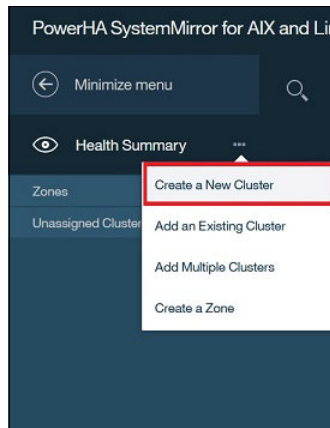 PowerHA SystemMirror for AIX and Li
Minimize menu
Health Summary ...
Create a New Cluster
Zones
Unassigned Cluster
Add an Existing Cluster
Add Multiple Clusters
Create a Zone